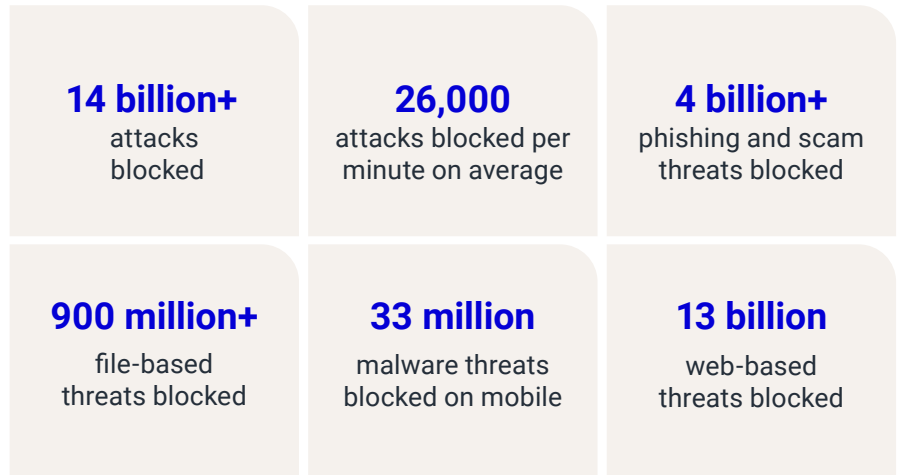 14 billion+
attacks
blocked
26,000
attacks blocked per
minute on average
4 billion+
phishing and scam
threats blocked
900 million+
file-based
threats blocked
33 million
malware threats
blocked on mobile
13 billion
web-based
threats blocked